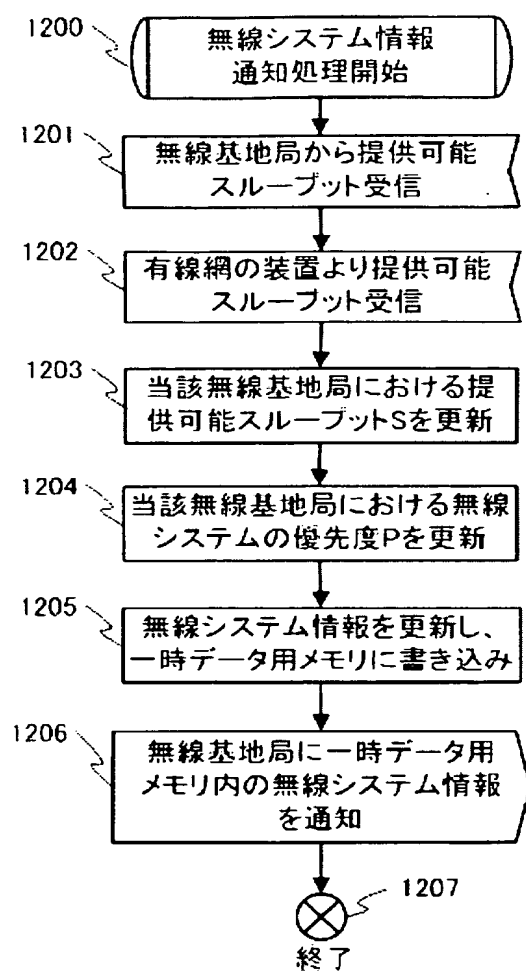 1200
無線システム情報
通知処理開始
1201
無線基地局から提供可能
スループット受信
1202
有線網の装置より提供可能
スループット受信
1203
当該無線基地局における提
供可能スループットSを更新
1204
当該無線基地局における無線
システムの優先度Pを更新
1205
無線システム情報を更新し、
一時データ用メモリに書き込み
1206
無線基地局に一時データ用
メモリ内の無線システム情報
を通知
1207
終了